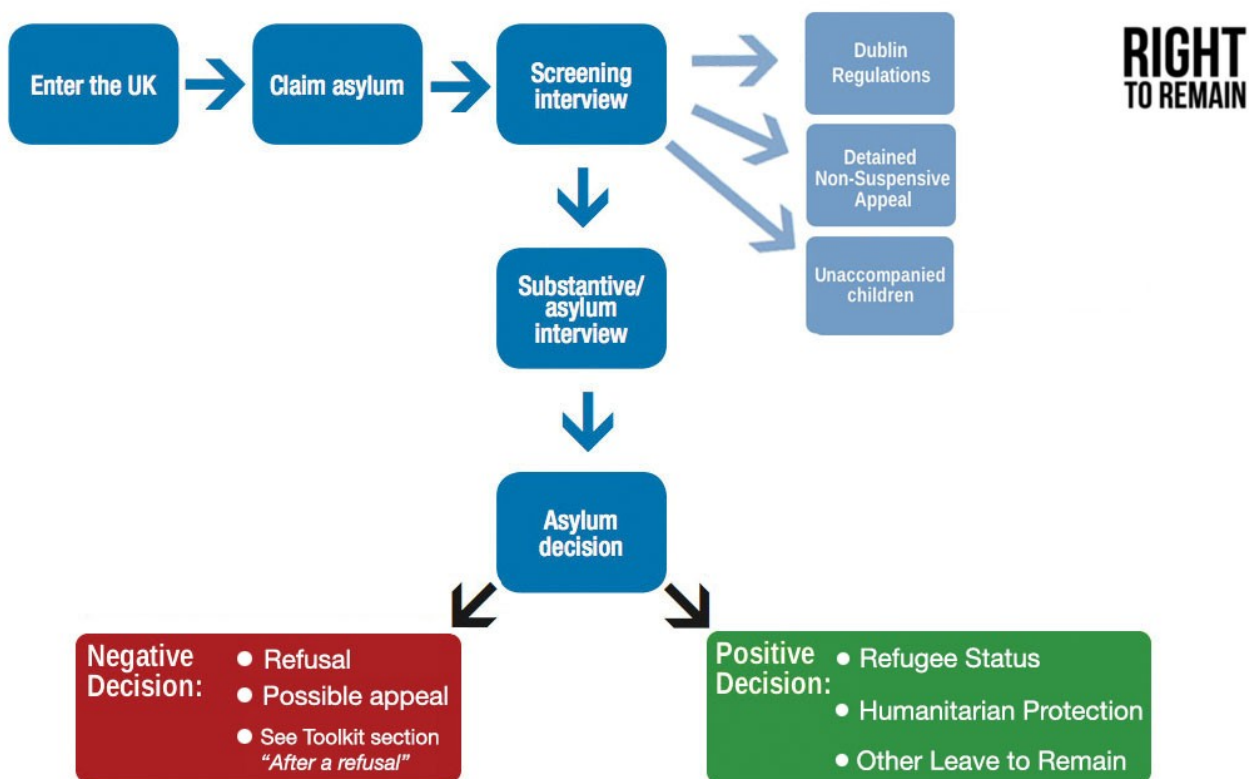 Enter the UK
Claim asylum
Screening
interview
Dublin
Regulations
RIGHT
TO REMAIN
Detained
Non-Suspensive
Appeal
Unaccompanied
children
Substantive/
asylum
interview
Asylum
decision
Negative
Decision:
Refusal
Possible appeal
See Toolkit section
“After a refusal”
Positive
Decision:
Refugee Status
Humanitarian Protection
Other Leave to Remain